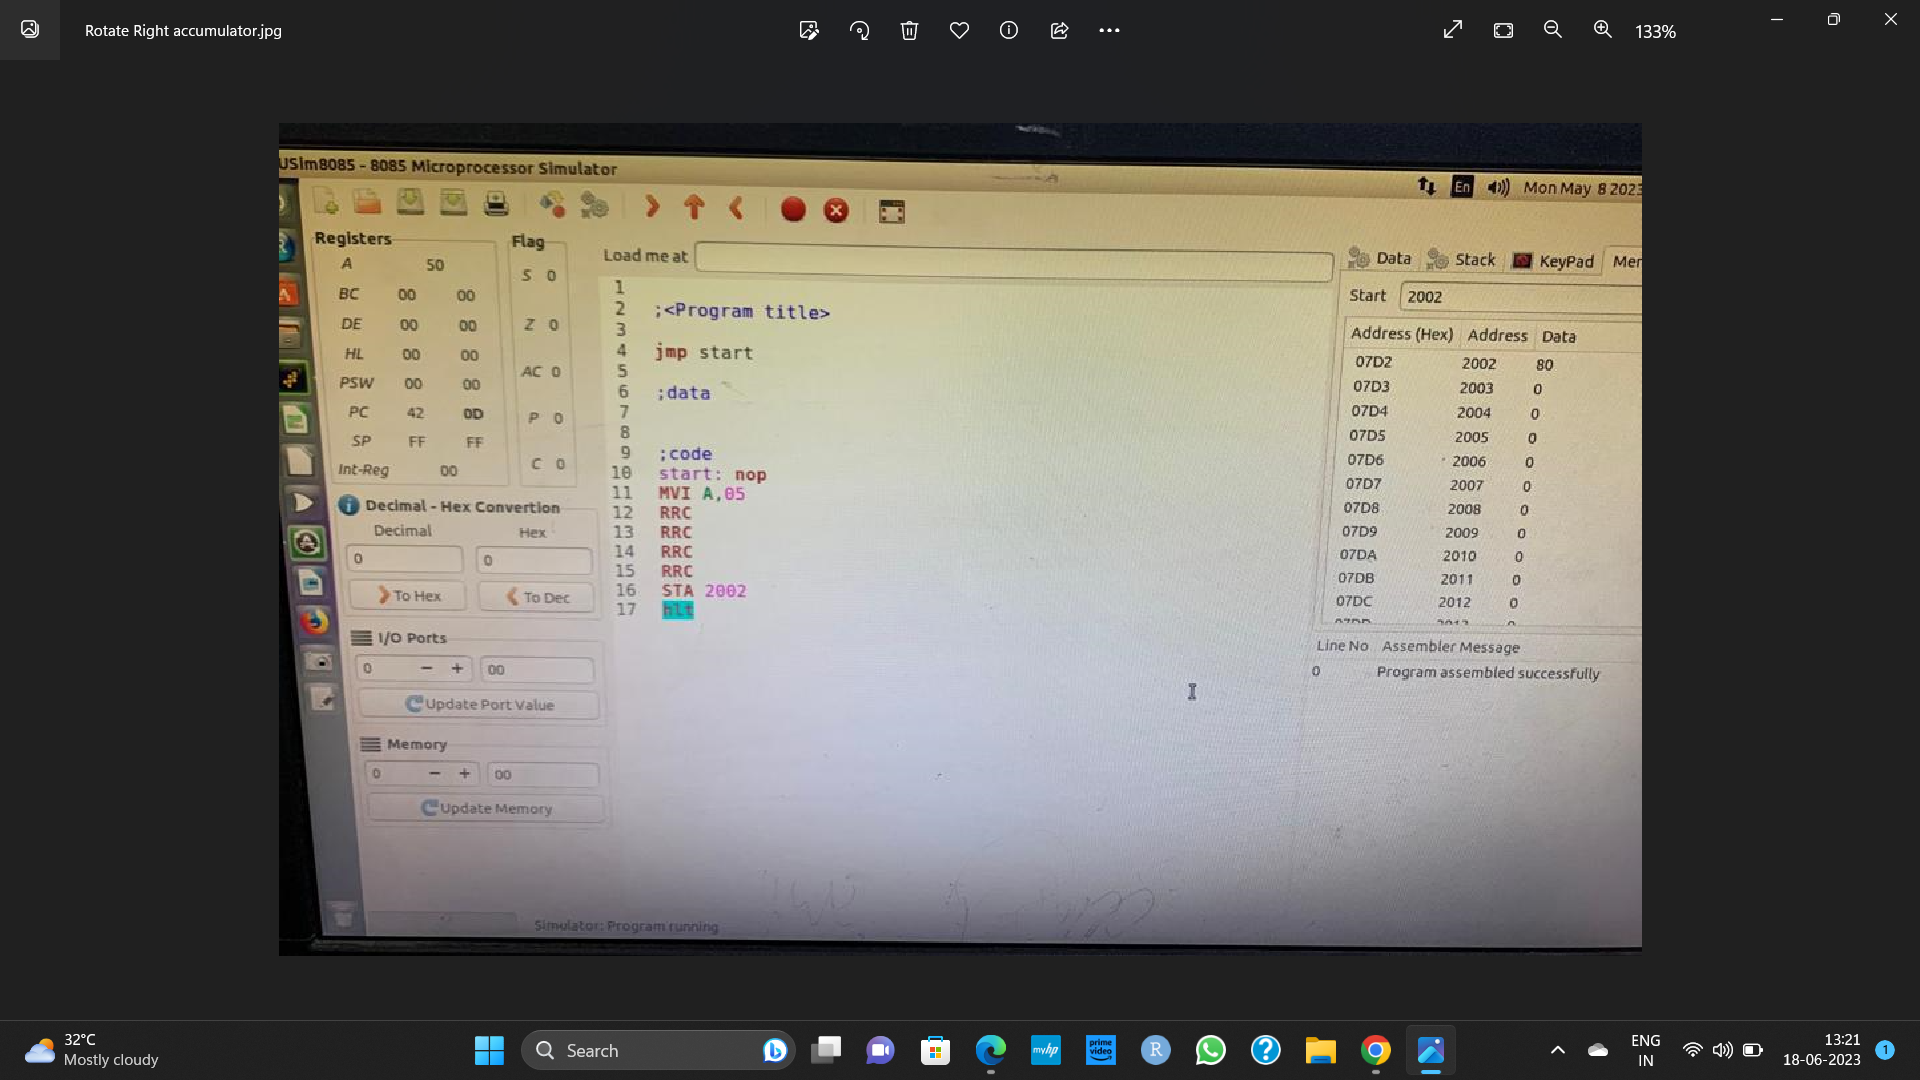 Rotate Right accumulator.jpg
133%
USim8085 - 8085 Microprocessor Simulator
En Mon May 8 2023
Registers
A 50
BC 00 00
DE 00 00
HL 00 00
PSW 00 00
PC 42 0D
SP FF FF
Int-Reg 00
Flag
S 0
Z 0
AC 0
P 0
C 0
Decimal - Hex Convertion
Decimal Hex
0 0
To Hex To Dec
I/O Ports
0 - + 00
Update Port Value
Memory
0 - + 00
Update Memory
Load me at
1
2 ;<Program title>
3
4 jmp start
5
6 ;data
7
8
9 ;code
10 start: nop
11 MVI A,05
12 RRC
13 RRC
14 RRC
15 RRC
16 STA 2002
17 hlt
Data Stack KeyPad
Start 2002
Address (Hex) Address Data
07D2 2002 80
07D3 2003 0
07D4 2004 0
07D5 2005 0
07D6 2006 0
07D7 2007 0
07D8 2008 0
07D9 2009 0
07DA 2010 0
07DB 2011 0
07DC 2012 0
Line No Assembler Message
0 Program assembled successfully
Simulator: Program running
32°C
Mostly cloudy
Search
myhp
prime video
R
ENG
IN
13:21
18-06-2023
1